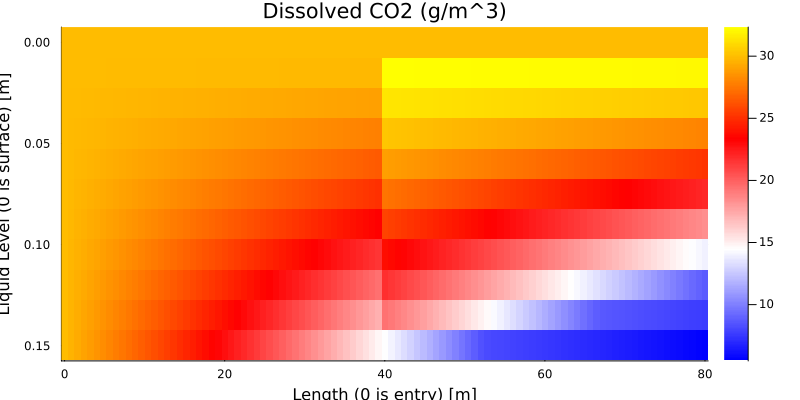 Dissolved CO2 (g/m^3)
0.00
0.05
0.10
0.15
Liquid Level (0 is surface) [m]
0 20 40 60 80
Length (0 is entry) [m]
30
25
20
15
10